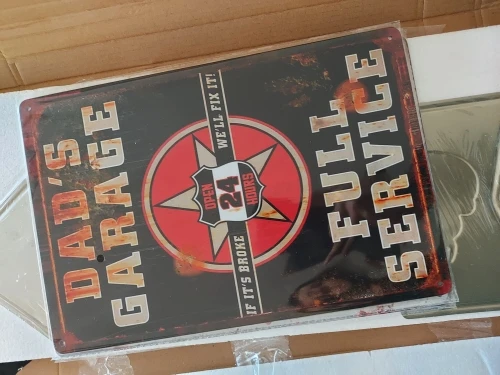 DAD'S
GARAGE
IF IT'S BROKE WE'LL FIX IT!
OPEN
24
HOURS
FULL
SERVICE